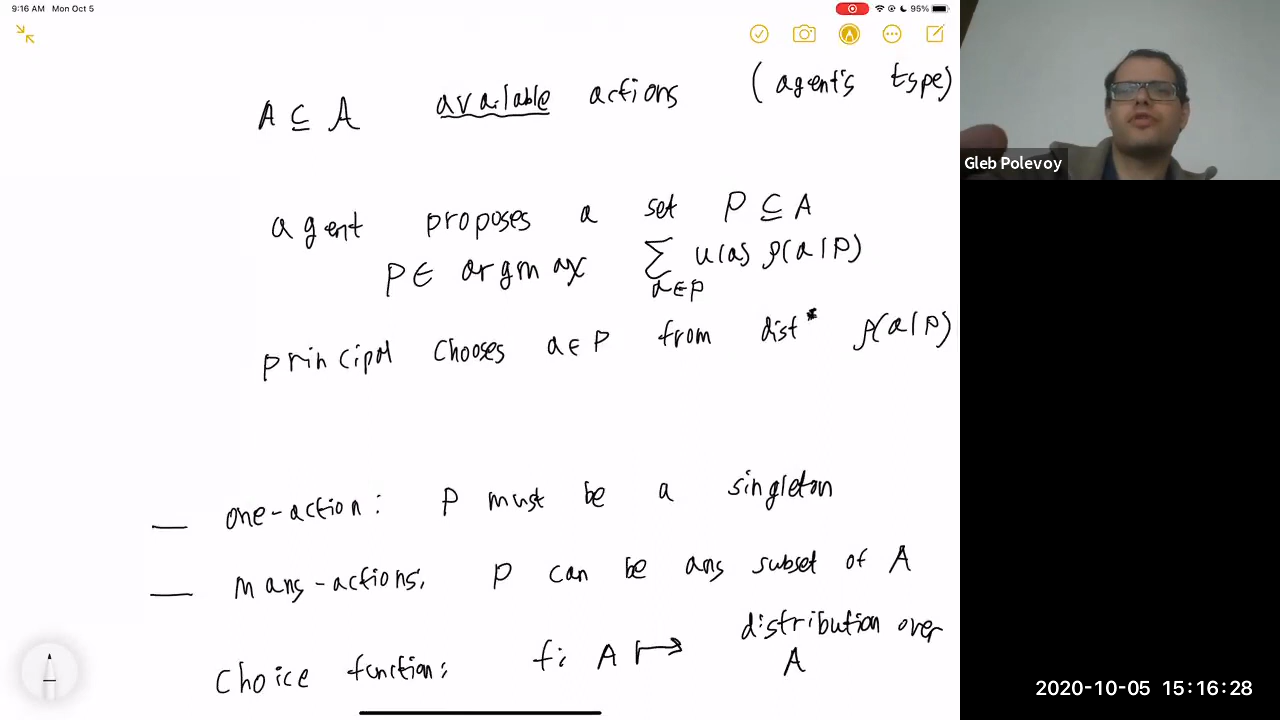 9:16 AM Mon Oct 5
95%
A ⊆ 𝒜 available actions (agent's type)
agent proposes a set P ⊆ A
P ∈ argmax ∑ u(a) ρ(a|P)
a∈P
principal chooses a∈P from dist* ρ(a|P)
— one-action: P must be a singleton
— many-actions: P can be any subset of A
choice function: f: A ↦ distribution over
A
Gleb Polevoy
2020-10-05 15:16:28